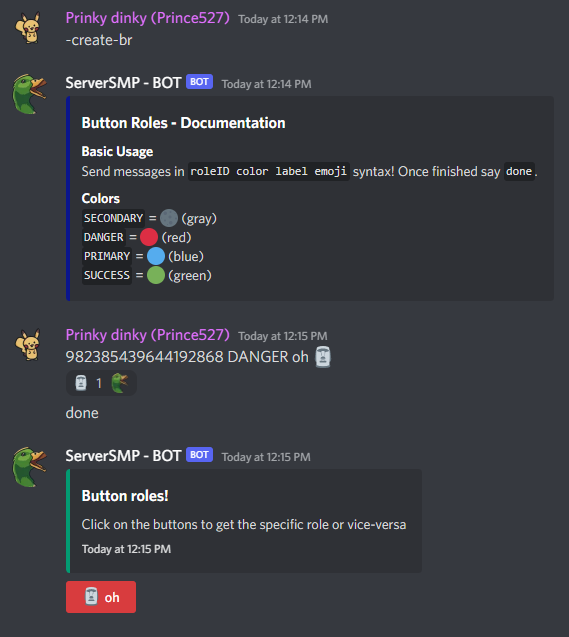 Prinky dinky (Prince527) Today at 12:14 PM
-create-br
ServerSMP - BOT BOT Today at 12:14 PM
Button Roles - Documentation
Basic Usage
Send messages in roleID color label emoji syntax! Once finished say done.
Colors
SECONDARY = (gray)
DANGER = (red)
PRIMARY = (blue)
SUCCESS = (green)
Prinky dinky (Prince527) Today at 12:15 PM
982385439644192868 DANGER oh 🗿
🗿 1
done
ServerSMP - BOT BOT Today at 12:15 PM
Button roles!
Click on the buttons to get the specific role or vice-versa
Today at 12:15 PM
🗿 oh